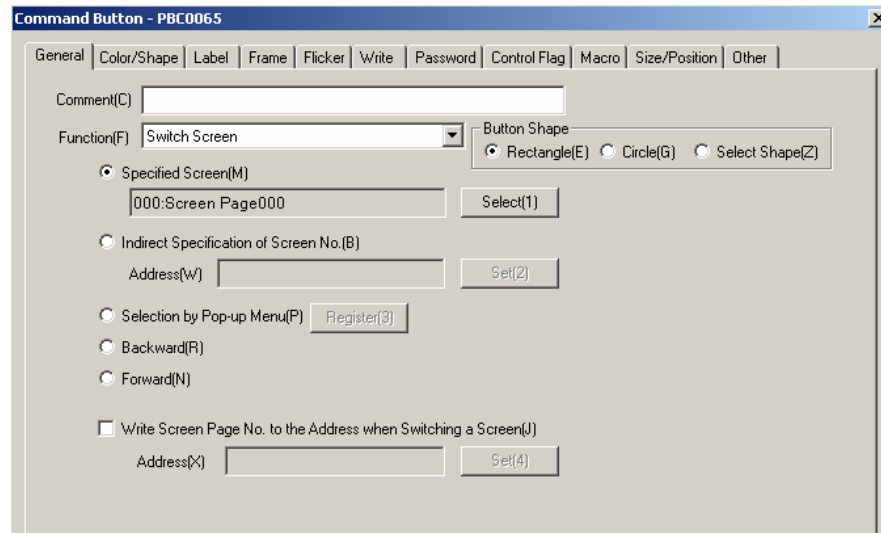 Command Button - PBC0065
General Color/Shape Label Frame Flicker Write Password Control Flag Macro Size/Position Other
Comment(C)
Function(F) Switch Screen
Button Shape
Rectangle(E) Circle(G) Select Shape(Z)
Specified Screen(M)
000:Screen Page000 Select(1)
Indirect Specification of Screen No.(B)
Address(W) Set(2)
Selection by Pop-up Menu(P) Register(3)
Backward(R)
Forward(N)
Write Screen Page No. to the Address when Switching a Screen(J)
Address(X) Set(4)